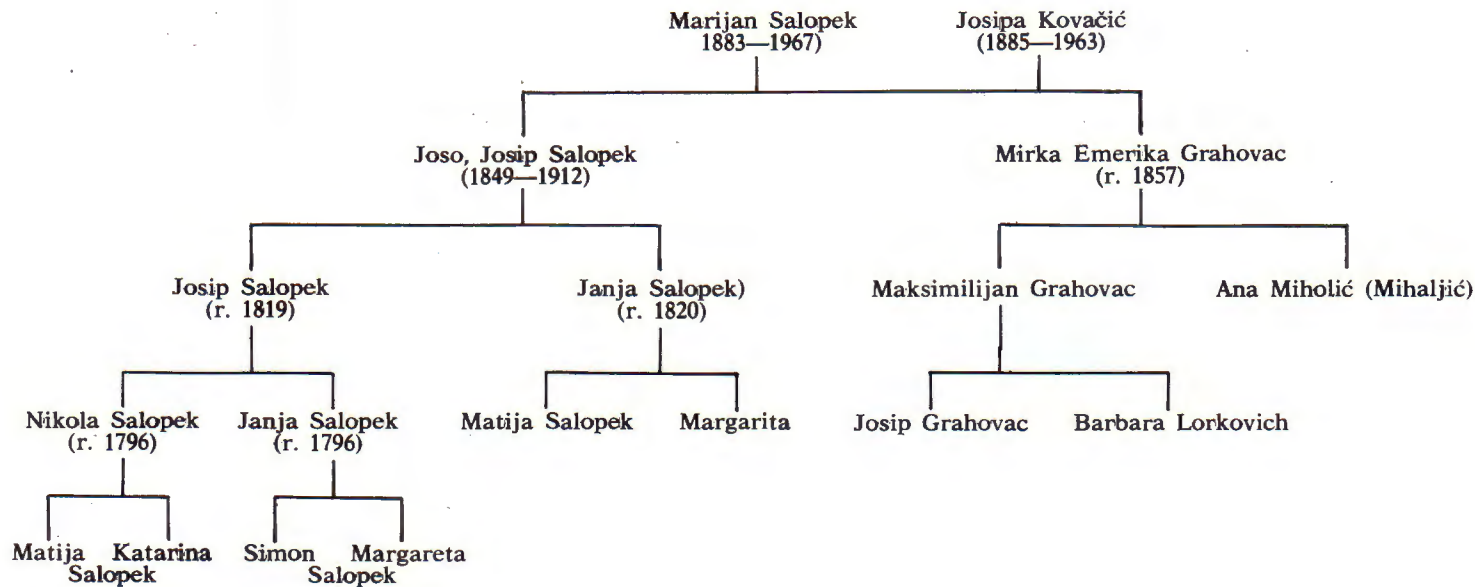 Marijan Salopek
1883—1967)
Josipa Kovačić
(1885—1963)
Joso, Josip Salopek
(1849—1912)
Mirka Emerika Grahovac
(r. 1857)
Josip Salopek
(r. 1819)
Janja Salopek)
(r. 1820)
Maksimilijan Grahovac
Ana Miholić (Mihaljić)
Nikola Salopek
(r. 1796)
Janja Salopek
(r. 1796)
Matija Salopek
Margarita
Josip Grahovac
Barbara Lorkovich
Matija Katarina
Salopek
Simon Margareta
Salopek